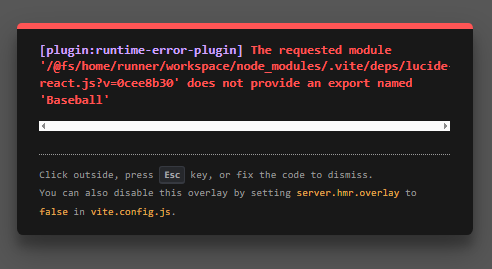 [plugin:runtime-error-plugin] The requested module
'/@fs/home/runner/workspace/node_modules/.vite/deps/lucide-
react.js?v=0cee8b30' does not provide an export named
'Baseball'
Click outside, press Esc key, or fix the code to dismiss.
You can also disable this overlay by setting server.hmr.overlay to
false in vite.config.js.